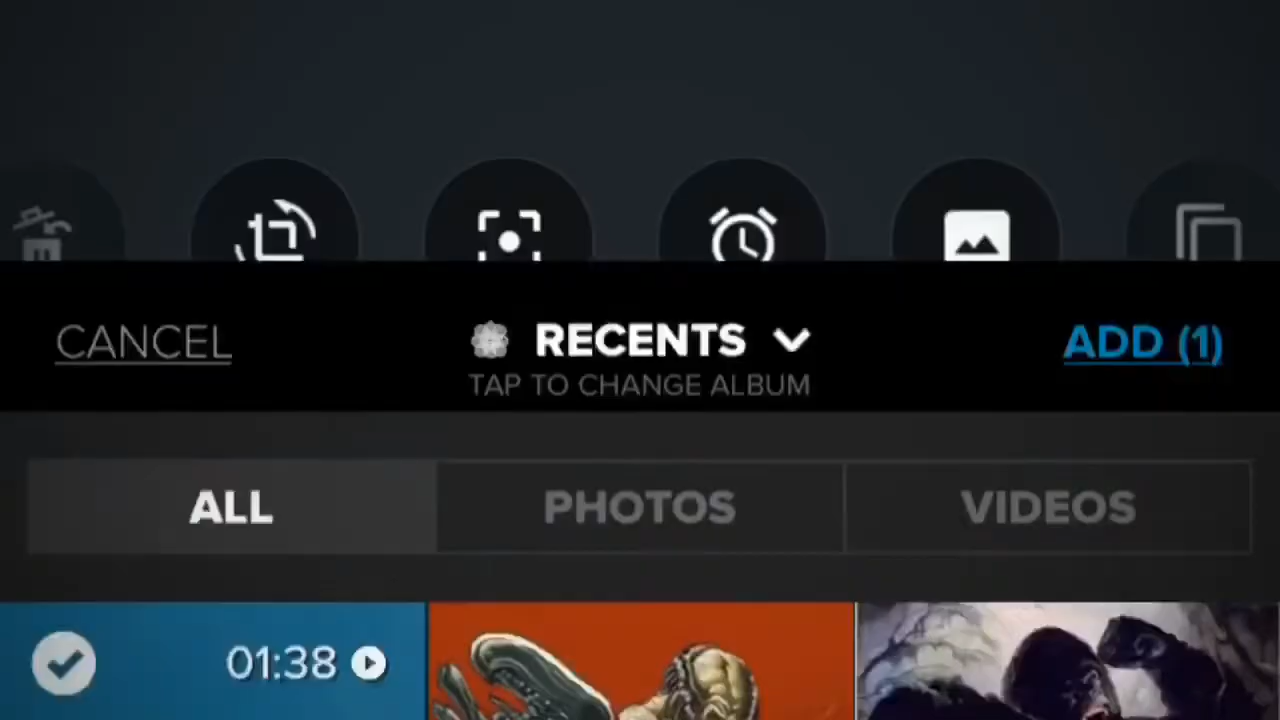 CANCEL
RECENTS
ADD (1)
TAP TO CHANGE ALBUM
ALL
PHOTOS
VIDEOS
01:38